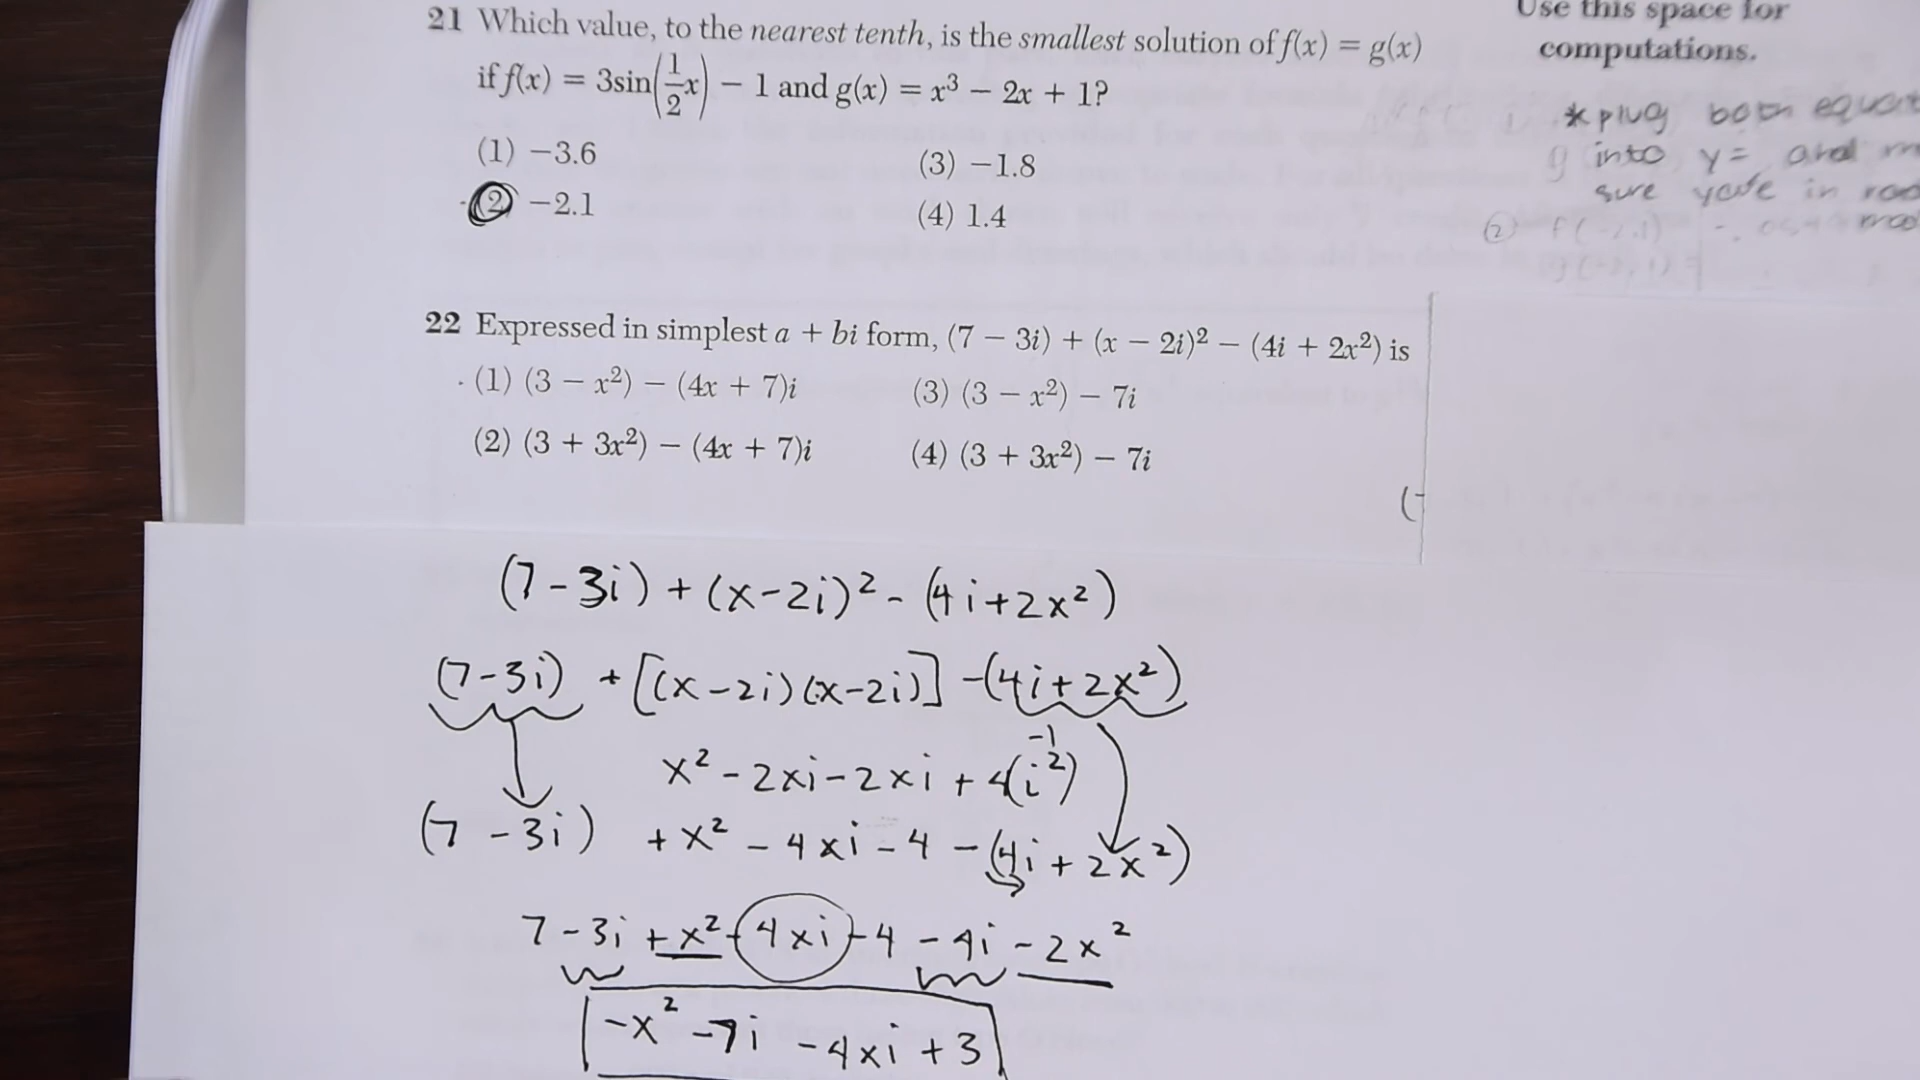 21 Which value, to the nearest tenth, is the smallest solution of f(x) = g(x)
if f(x) = 3sin(1/2 x) − 1 and g(x) = x³ − 2x + 1?
(1) −3.6 (3) −1.8
(2) −2.1 (4) 1.4
Use this space for
computations.
*plug both
into y= and
sure you're in
(2) f(-2.1)
22 Expressed in simplest a + bi form, (7 − 3i) + (x − 2i)² − (4i + 2x²) is
(1) (3 − x²) − (4x + 7)i (3) (3 − x²) − 7i
(2) (3 + 3x²) − (4x + 7)i (4) (3 + 3x²) − 7i
(7-3i) + (x-2i)² - (4i+2x²)
(7-3i) + [(x-2i)(x-2i)] -(4i+2x²)
-1
x² - 2xi - 2xi + 4(i²)
(7 - 3i) + x² - 4xi - 4 - (4i + 2x²)
7 - 3i + x² - 4xi - 4 - 4i - 2x²
-x² - 7i - 4xi + 3